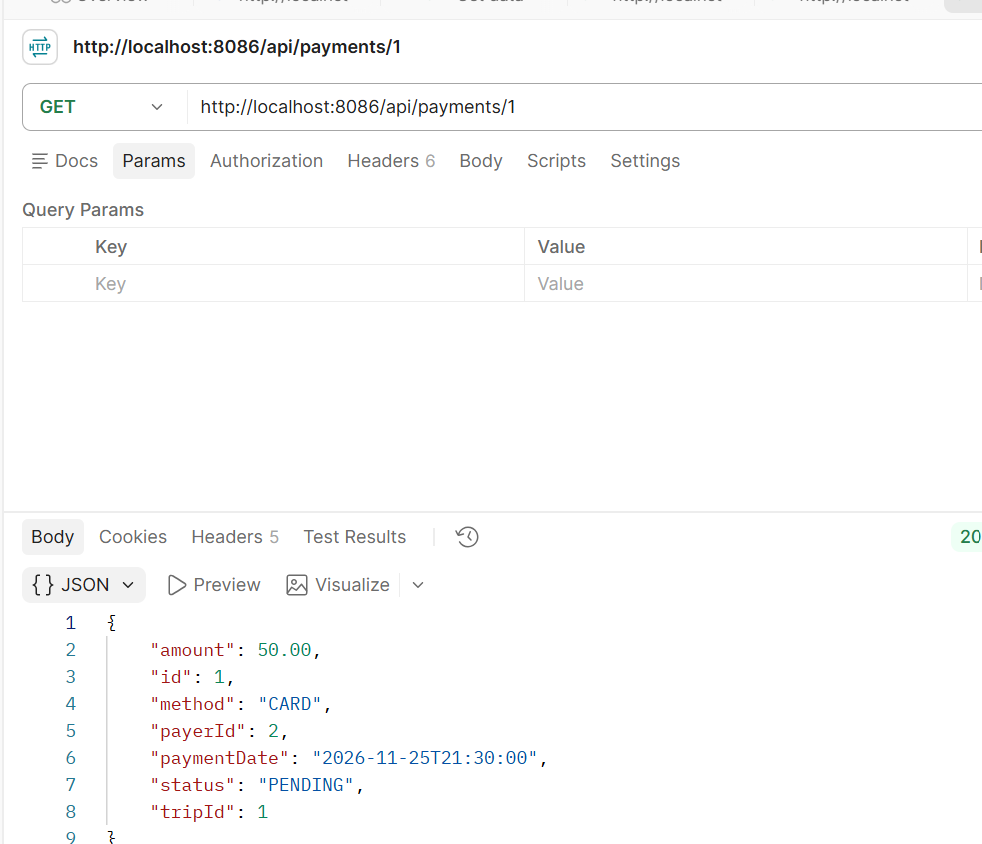 HTTP http://localhost:8086/api/payments/1
GET http://localhost:8086/api/payments/1
Docs Params Authorization Headers 6 Body Scripts Settings
Query Params
Key Value
Key Value
Body Cookies Headers 5 Test Results 20
{} JSON Preview Visualize
1 {
2 "amount": 50.00,
3 "id": 1,
4 "method": "CARD",
5 "payerId": 2,
6 "paymentDate": "2026-11-25T21:30:00",
7 "status": "PENDING",
8 "tripId": 1
9 }